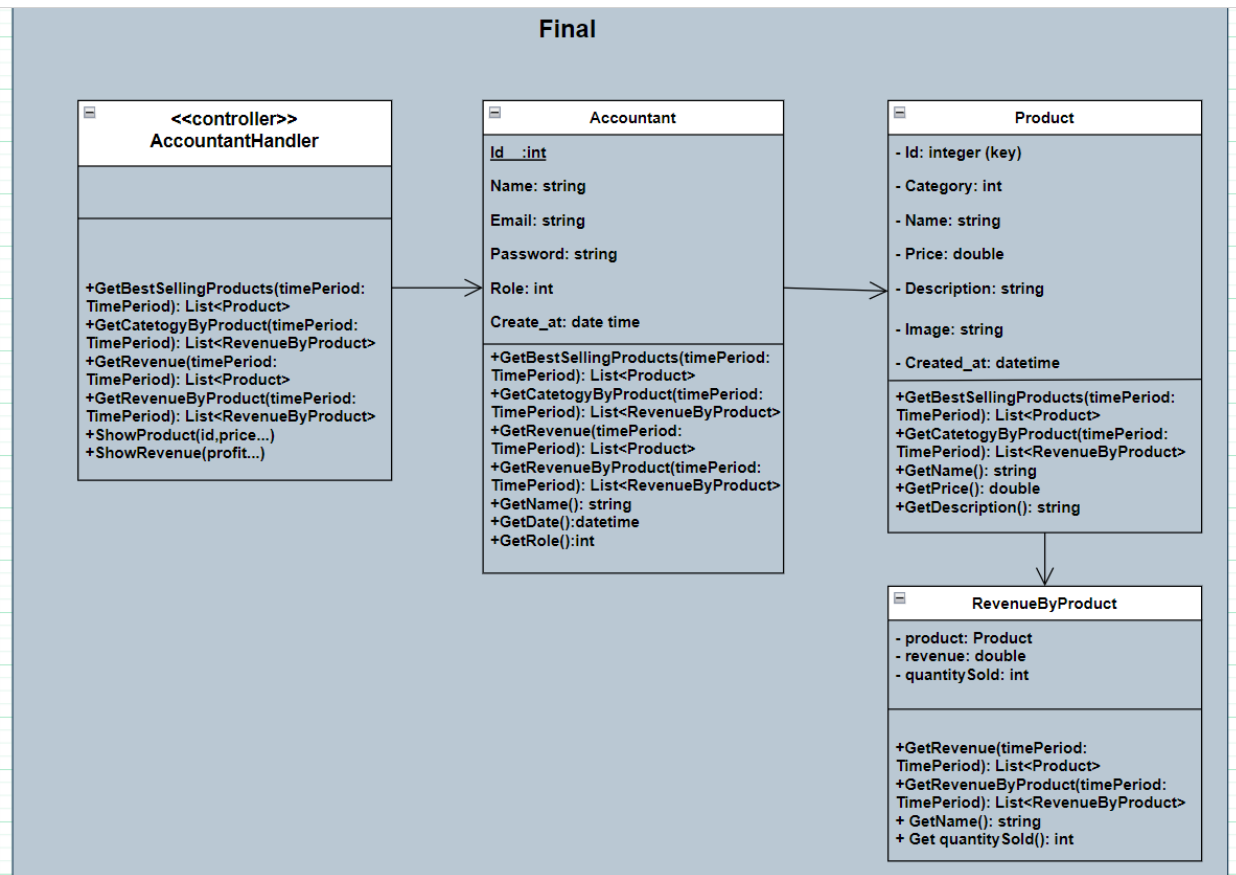 Final
<<controller>>
AccountantHandler
+GetBestSellingProducts(timePeriod:
TimePeriod): List<Product>
+GetCatetogyByProduct(timePeriod:
TimePeriod): List<RevenueByProduct>
+GetRevenue(timePeriod:
TimePeriod): List<Product>
+GetRevenueByProduct(timePeriod:
TimePeriod): List<RevenueByProduct>
+ShowProduct(id,price...)
+ShowRevenue(profit...)
Accountant
Id :int
Name: string
Email: string
Password: string
Role: int
Create_at: date time
+GetBestSellingProducts(timePeriod:
TimePeriod): List<Product>
+GetCatetogyByProduct(timePeriod:
TimePeriod): List<RevenueByProduct>
+GetRevenue(timePeriod:
TimePeriod): List<Product>
+GetRevenueByProduct(timePeriod:
TimePeriod): List<RevenueByProduct>
+GetName(): string
+GetDate():datetime
+GetRole():int
Product
- Id: integer (key)
- Category: int
- Name: string
- Price: double
- Description: string
- Image: string
- Created_at: datetime
+GetBestSellingProducts(timePeriod:
TimePeriod): List<Product>
+GetCatetogyByProduct(timePeriod:
TimePeriod): List<RevenueByProduct>
+GetName(): string
+GetPrice(): double
+GetDescription(): string
RevenueByProduct
- product: Product
- revenue: double
- quantitySold: int
+GetRevenue(timePeriod:
TimePeriod): List<Product>
+GetRevenueByProduct(timePeriod:
TimePeriod): List<RevenueByProduct>
+ GetName(): string
+ Get quantitySold(): int